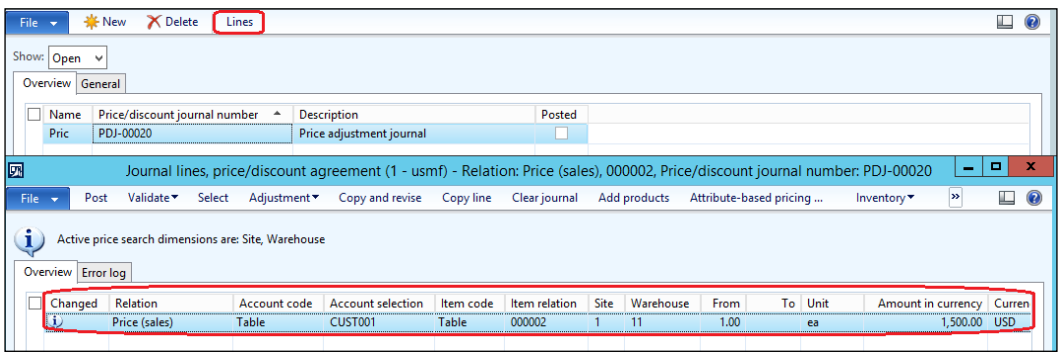 File New Delete Lines
Show: Open
Overview General
Name Price/discount journal number Description Posted
Pric PDJ-00020 Price adjustment journal
Journal lines, price/discount agreement (1 - usmf) - Relation: Price (sales), 000002, Price/discount journal number: PDJ-00020
File Post Validate Select Adjustment Copy and revise Copy line Clear journal Add products Attribute-based pricing ... Inventory »
Active price search dimensions are: Site, Warehouse
Overview Error log
Changed Relation Account code Account selection Item code Item relation Site Warehouse From To Unit Amount in currency Curren
Price (sales) Table CUST001 Table 000002 1 11 1.00 ea 1,500.00 USD